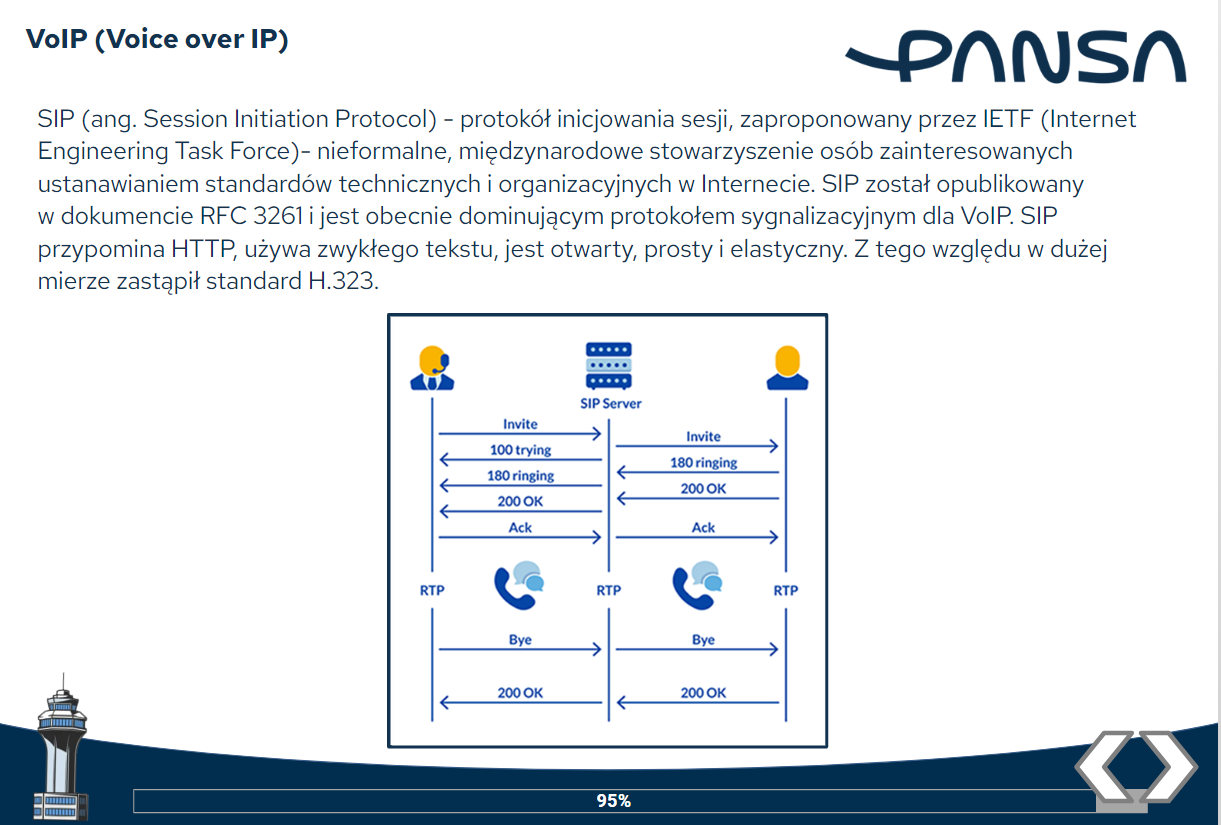 VoIP (Voice over IP)
PANSA
SIP (ang. Session Initiation Protocol) - protokół inicjowania sesji, zaproponowany przez IETF (Internet
Engineering Task Force)- nieformalne, międzynarodowe stowarzyszenie osób zainteresowanych
ustanawianiem standardów technicznych i organizacyjnych w Internecie. SIP został opublikowany
w dokumencie RFC 3261 i jest obecnie dominującym protokołem sygnalizacyjnym dla VoIP. SIP
przypomina HTTP, używa zwykłego tekstu, jest otwarty, prosty i elastyczny. Z tego względu w dużej
mierze zastąpił standard H.323.
SIP Server
Invite
Invite
100 trying
180 ringing
180 ringing
200 OK
200 OK
Ack
Ack
RTP
RTP
RTP
Bye
Bye
200 OK
200 OK
95%